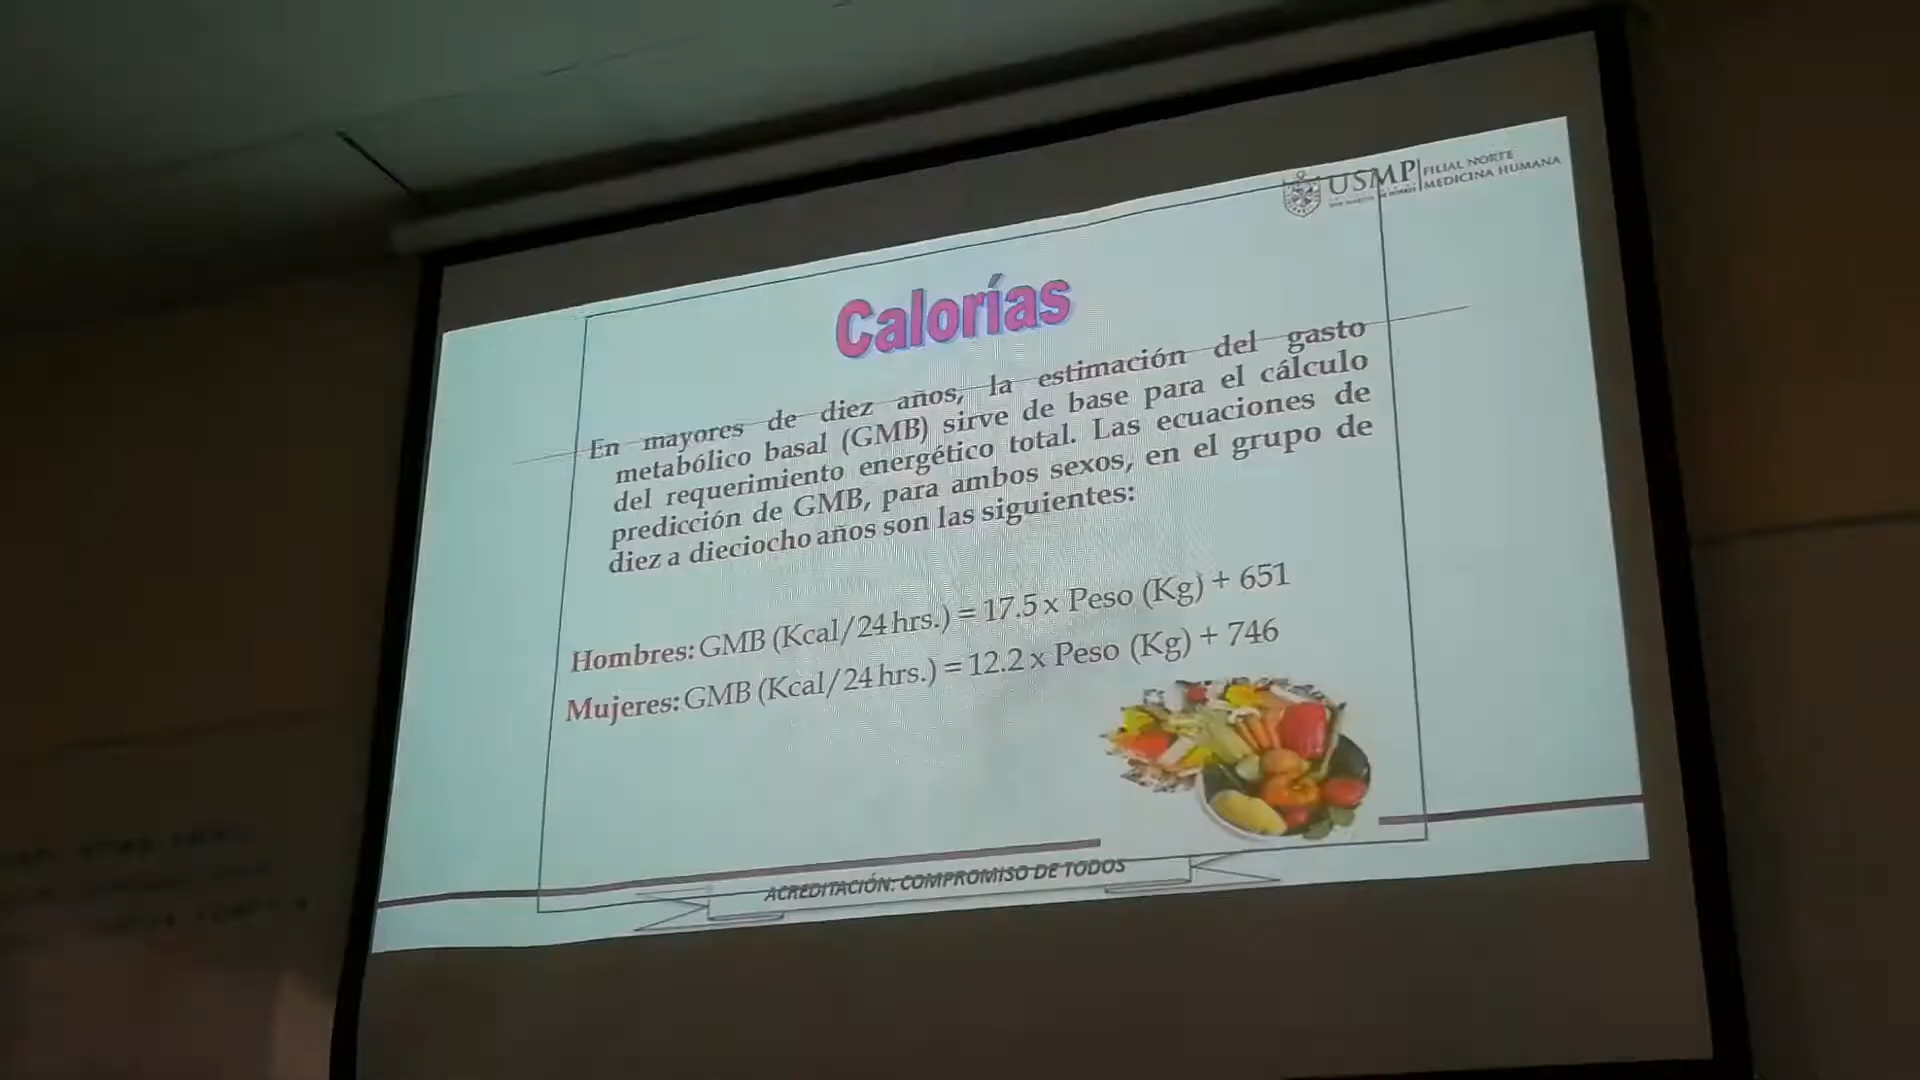 USMP
FILIAL NORTE
MEDICINA HUMANA
Calorías
En mayores de diez años, la estimación del gasto
metabólico basal (GMB) sirve de base para el cálculo
del requerimiento energético total. Las ecuaciones de
predicción de GMB, para ambos sexos, en el grupo de
diez a dieciocho años son las siguientes:
Hombres: GMB (Kcal/24 hrs.) = 17.5 x Peso (Kg) + 651
Mujeres: GMB (Kcal/24 hrs.) = 12.2 x Peso (Kg) + 746
ACREDITACIÓN: COMPROMISO DE TODOS